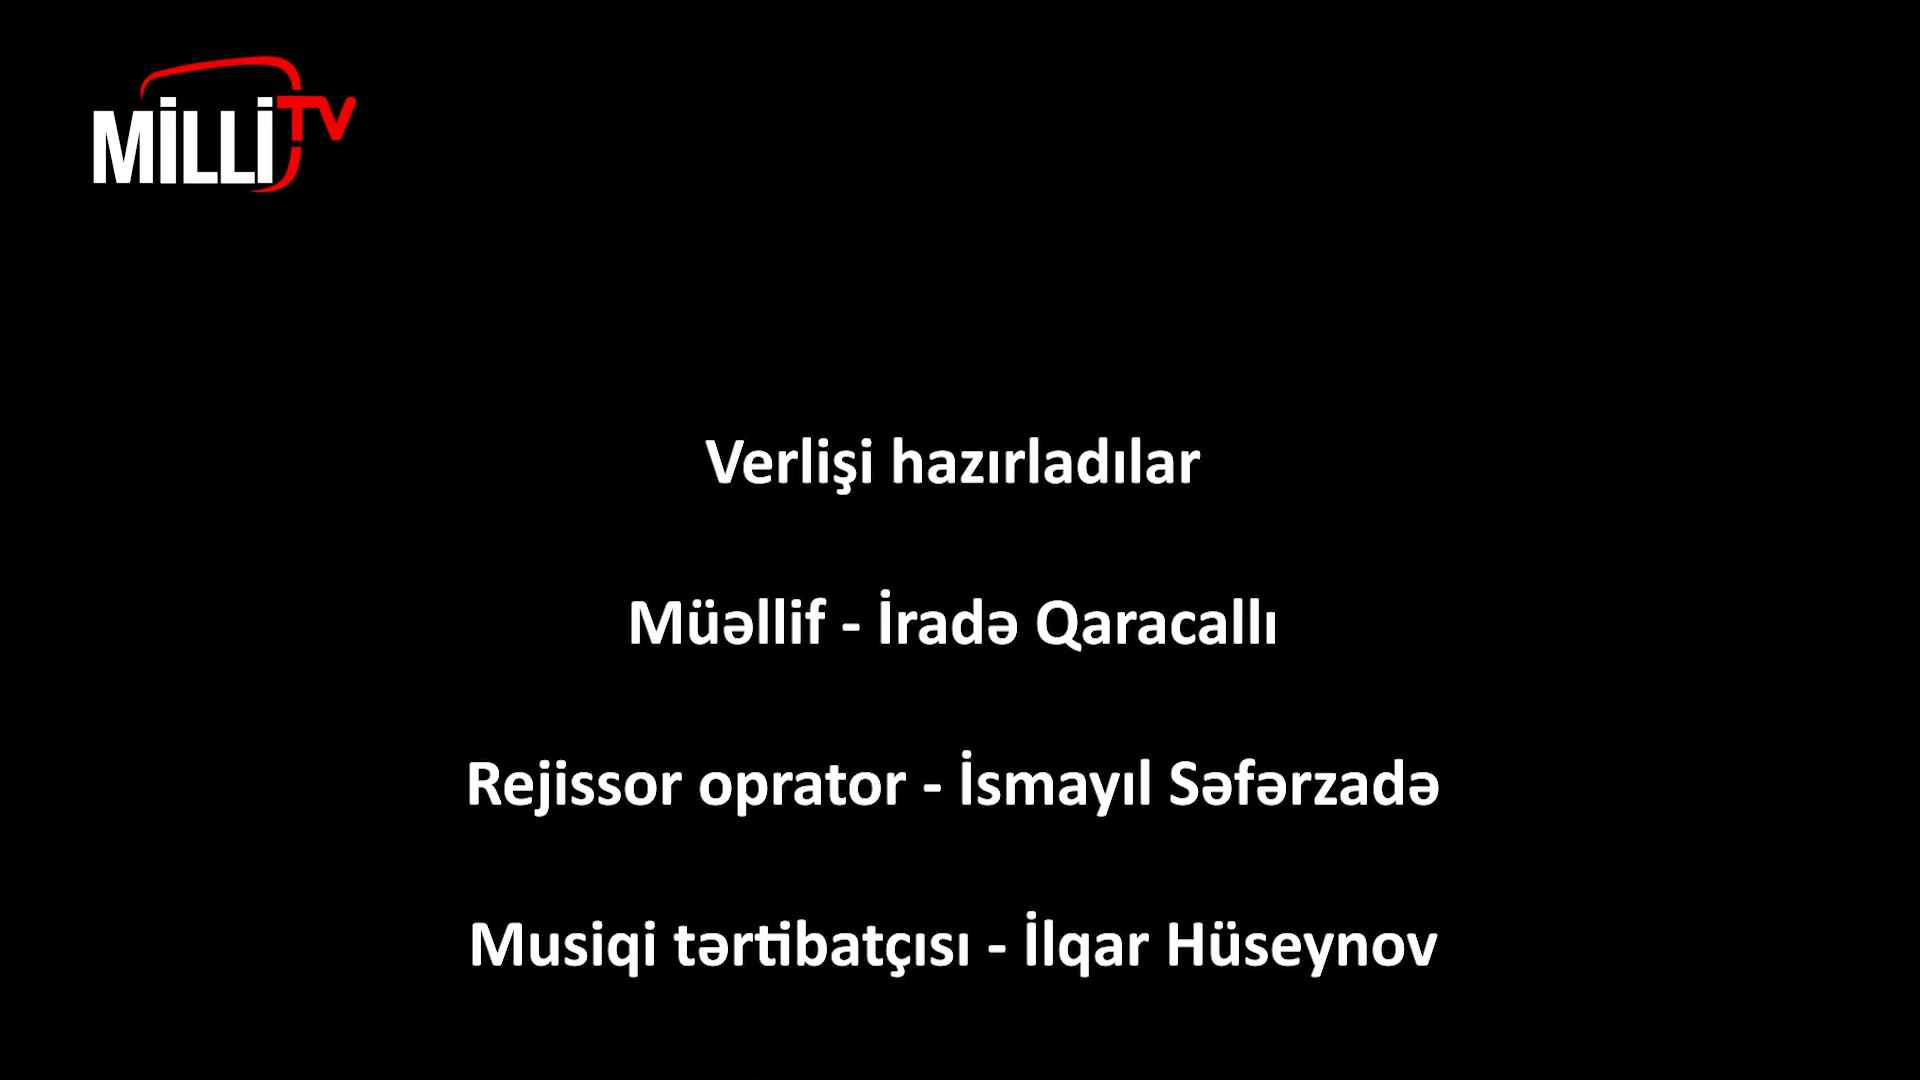 MİLLİ TV
Verlişi hazırladılar
Müəllif - İradə Qaracallı
Rejissor oprator - İsmayıl Səfərzadə
Musiqi tərtibatçısı - İlqar Hüseynov